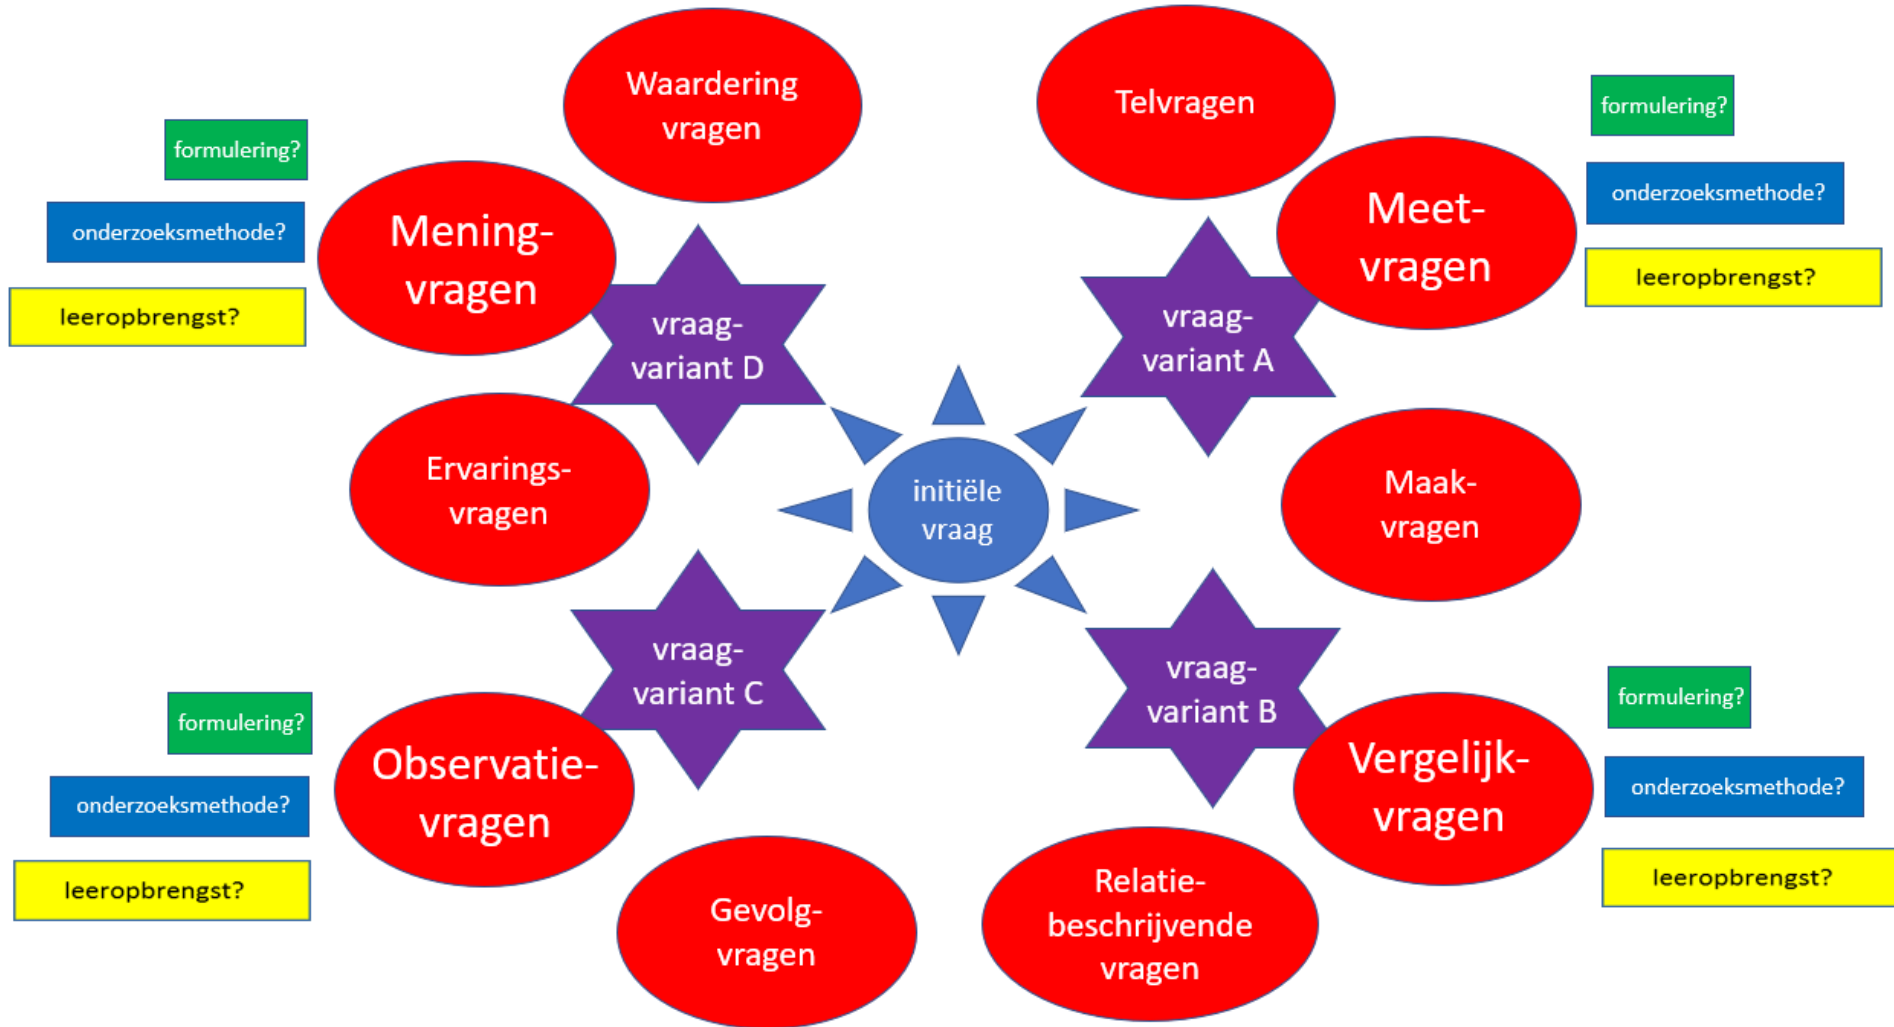 Waardering
vragen
Telvragen
formulering?
onderzoeksmethode?
leeropbrengst?
Mening-
vragen
Meet-
vragen
formulering?
onderzoeksmethode?
leeropbrengst?
vraag-
variant D
vraag-
variant A
Ervarings-
vragen
initiële
vraag
Maak-
vragen
vraag-
variant C
vraag-
variant B
formulering?
onderzoeksmethode?
leeropbrengst?
Observatie-
vragen
Vergelijk-
vragen
formulering?
onderzoeksmethode?
leeropbrengst?
Gevolg-
vragen
Relatie-
beschrijvende
vragen